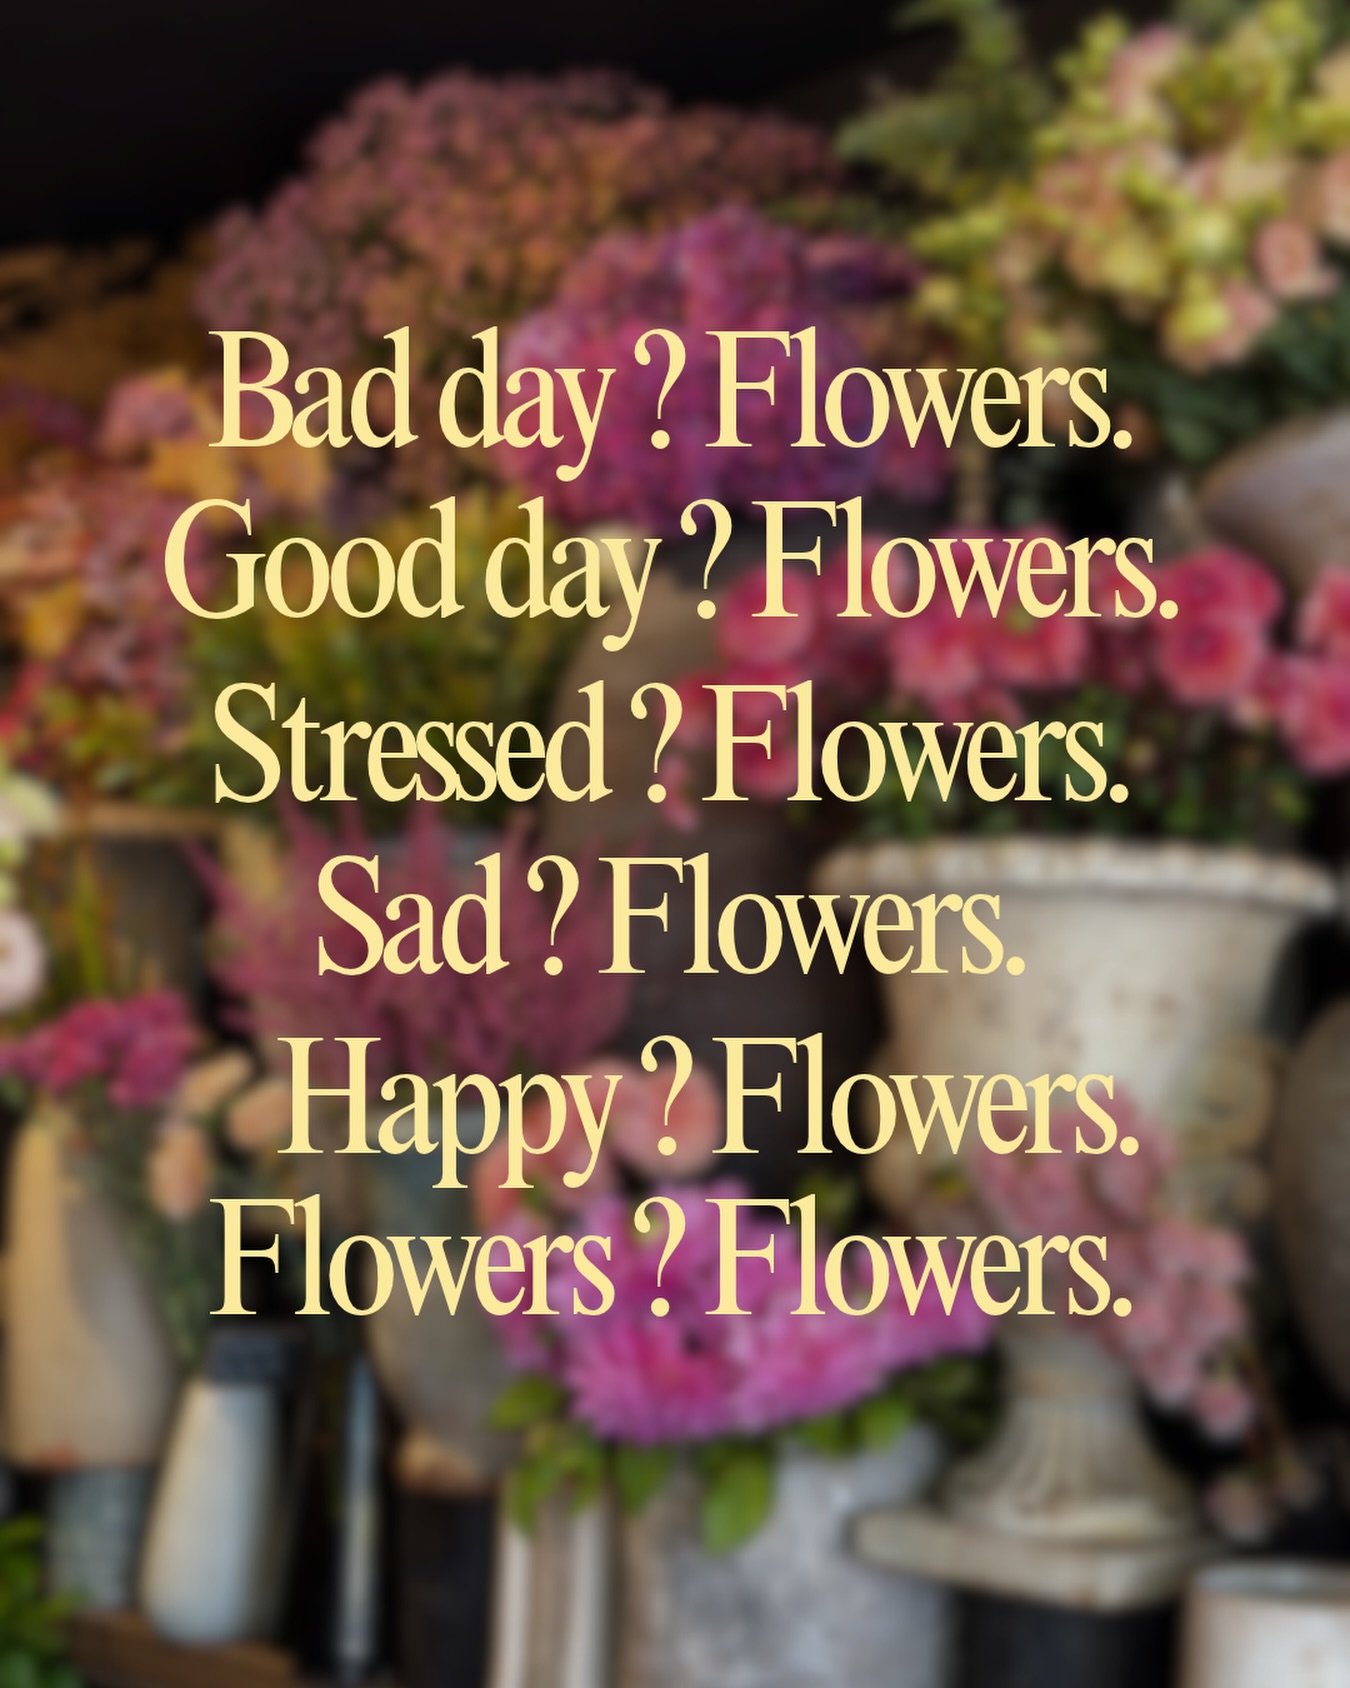 Bad day ? Flowers.
Good day ? Flowers.
Stressed ? Flowers.
Sad ? Flowers.
Happy ? Flowers.
Flowers ? Flowers.